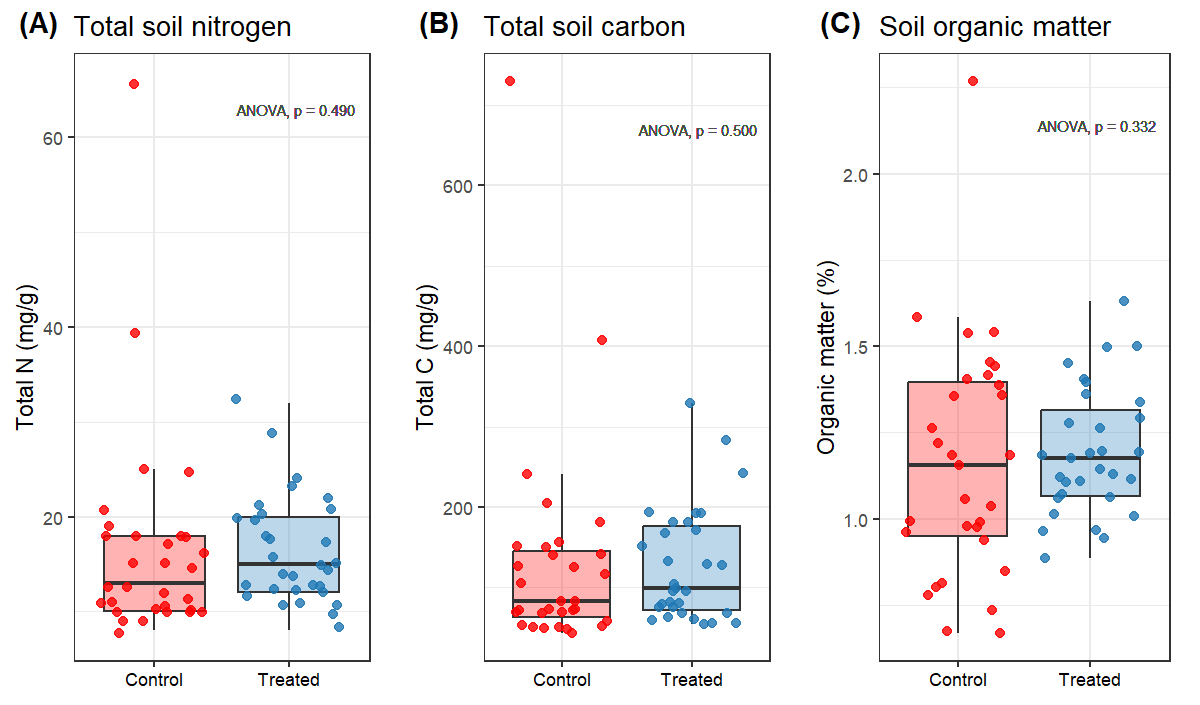 (A) Total soil nitrogen
ANOVA, p = 0.490
Total N (mg/g)
60
40
20
Control
Treated
(B) Total soil carbon
ANOVA, p = 0.500
Total C (mg/g)
600
400
200
Control
Treated
(C) Soil organic matter
ANOVA, p = 0.332
Organic matter (%)
2.0
1.5
1.0
Control
Treated